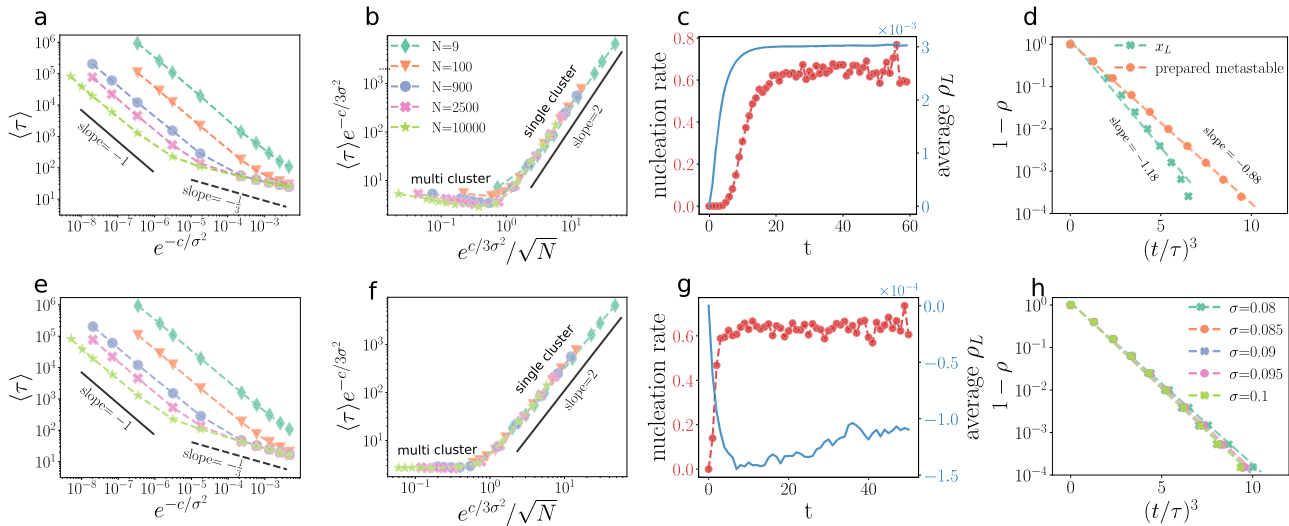 a
10^6
10^5
10^4
10^3
10^2
10^1
⟨τ⟩
slope= −1
slope= −1/3
10^−8 10^−7 10^−6 10^−5 10^−4 10^−3
e^{−c/σ^2}
b
N=9
N=100
N=900
N=2500
N=10000
10^3
10^2
10^1
⟨τ⟩e^{−c/3σ^2}
multi cluster
single cluster
slope=2
10^−1 10^0 10^1
e^{c/3σ^2}/√N
c
×10^−3
0.8
0.6
0.4
0.2
0.0
nucleation rate
3
2
1
0
average ρ_L
0 10 20 30 40 50 60
t
d
x_L
prepared metastable
10^0
10^−1
10^−2
10^−3
10^−4
1 − ρ
slope = −1.18
slope = −0.88
0 5 10
(t/τ)^3
e
10^6
10^5
10^4
10^3
10^2
10^1
⟨τ⟩
slope= −1
slope= −1/3
10^−8 10^−7 10^−6 10^−5 10^−4 10^−3
e^{−c/σ^2}
f
10^3
10^2
10^1
⟨τ⟩e^{−c/3σ^2}
multi cluster
single cluster
slope=2
10^−1 10^0 10^1
e^{c/3σ^2}/√N
g
×10^−4
0.6
0.4
0.2
0.0
nucleation rate
0.0
−0.5
−1.0
−1.5
average ρ_L
0 20 40
t
h
σ=0.08
σ=0.085
σ=0.09
σ=0.095
σ=0.1
10^0
10^−1
10^−2
10^−3
10^−4
1 − ρ
0 5 10
(t/τ)^3